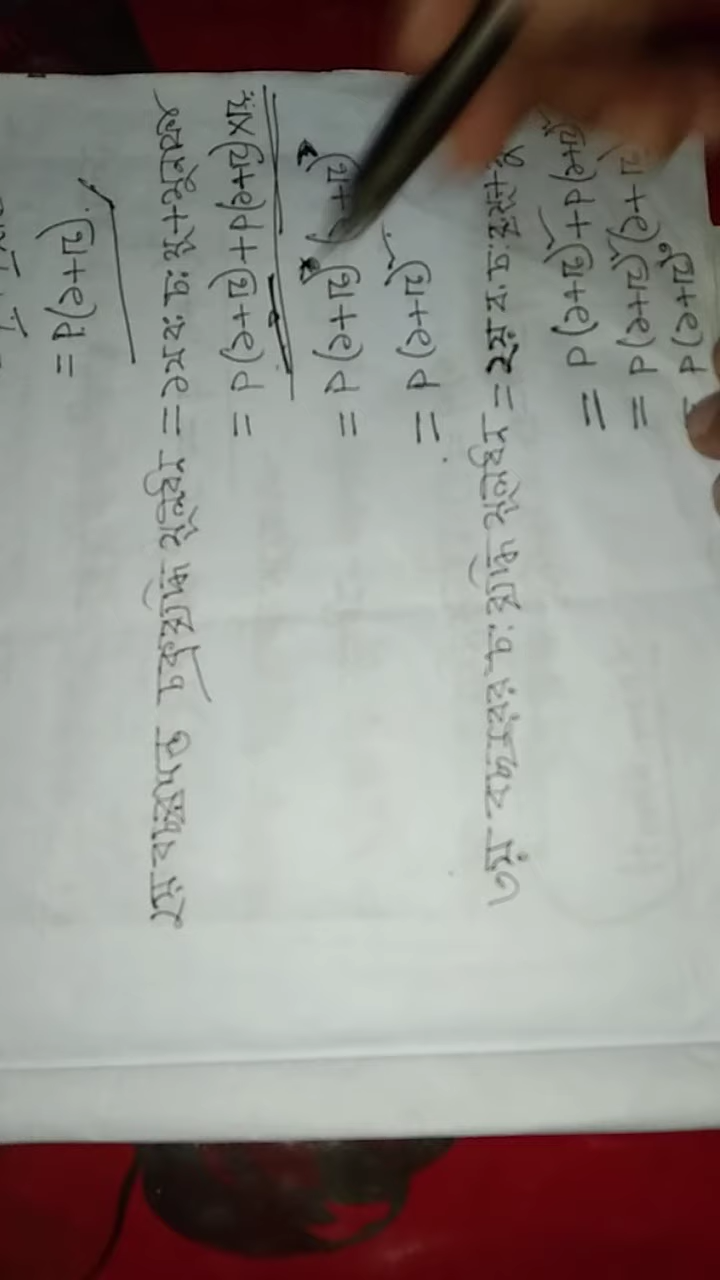 = P(১+r)
২য় বছরান্তে চক্রবৃদ্ধি মূলধন = ১ম ব: চ: মূ: + মুনাফা
= P(১+r) + P(১+r)×r
= P(১+r) (১+r)
= P(১+r)²
৩য় বছরান্তে চ: বৃদ্ধি মূলধন = ২য় ব: চ: মূ: +
= P(১+r)² + P(১+r)²
= P(১+r)² (১+r)
= P(১+r)³